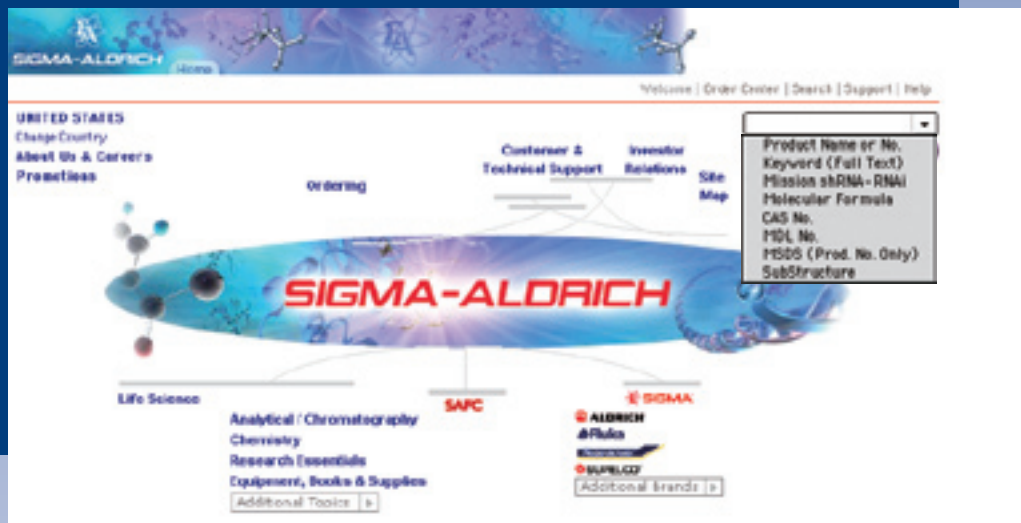 SIGMA-ALDRICH
Home
Welcome | Order Center | Search | Support | Help
UNITED STATES
Change Country
About Us & Careers
Promotions
Ordering
Customer &
Technical Support
Investor
Relations
Site
Map
Product Name or No.
Keyword (Full Text)
Mission shRNA-RNAi
Molecular Formula
CAS No.
MDL No.
MSDS (Prod. No. Only)
SubStructure
SIGMA-ALDRICH
Life Science
Analytical / Chromatography
Chemistry
Research Essentials
Equipment, Books & Supplies
Additional Topics
SAFC
SIGMA
ALDRICH
Fluka
SUPELCO
Additional Brands